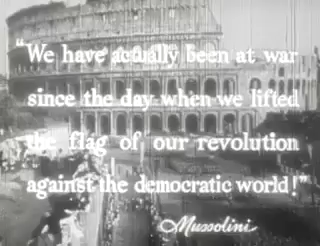 "We have actually been at war
since the day when we lifted
the flag of our revolution
against the democratic world!"
Mussolini